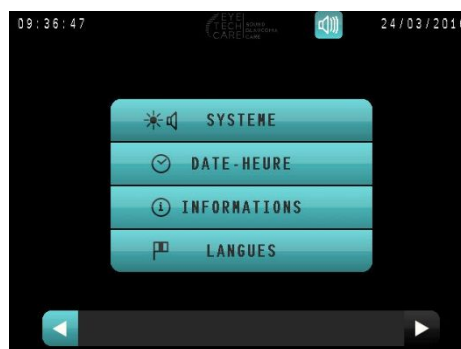 09:36:47
EYE
TECH
CARE
24/03/201
SYSTEME
DATE-HEURE
INFORMATIONS
LANGUES